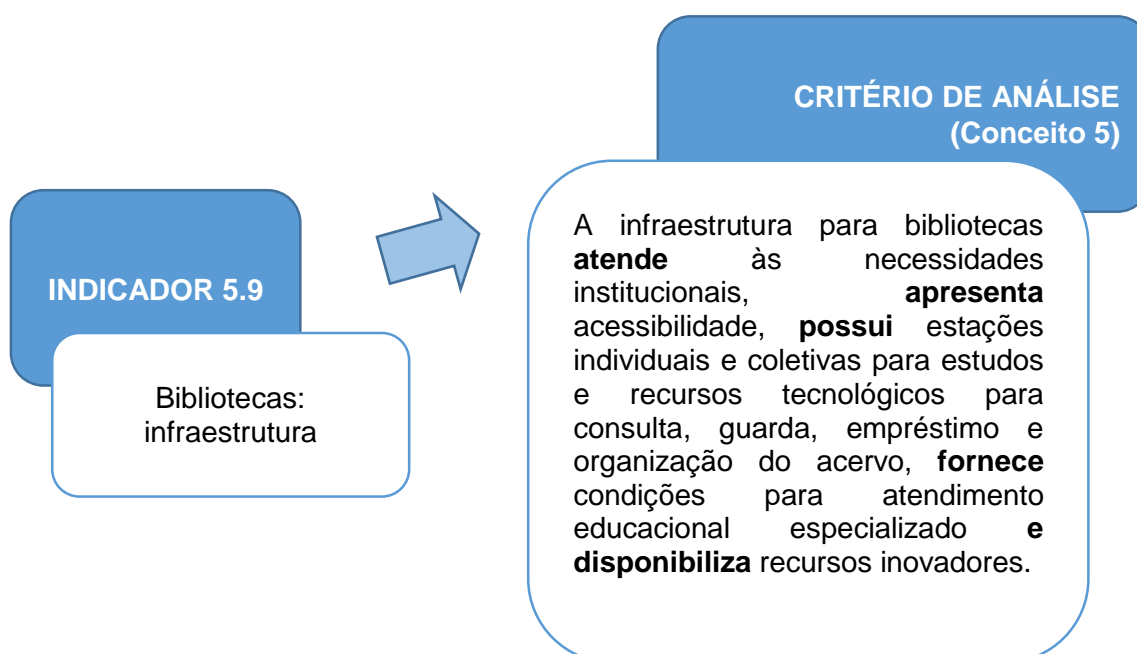 INDICADOR 5.9
Bibliotecas:
infraestrutura
CRITÉRIO DE ANÁLISE
(Conceito 5)
A infraestrutura para bibliotecas
atende às necessidades
institucionais, apresenta
acessibilidade, possui estações
individuais e coletivas para estudos
e recursos tecnológicos para
consulta, guarda, empréstimo e
organização do acervo, fornece
condições para atendimento
educacional especializado e
disponibiliza recursos inovadores.